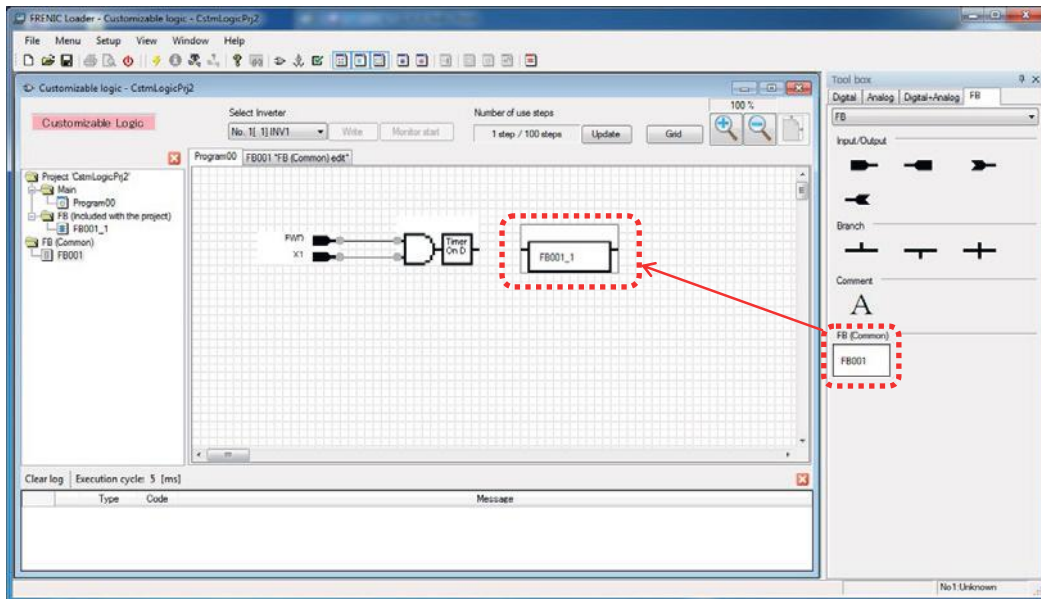 FRENIC Loader - Customizable logic - CstmLogicPrj2
File Menu Setup View Window Help
Customizable logic - CstmLogicPrj2
Customizable Logic
Select Inverter
No. 1[ 1] INV1
Write
Monitor start
Number of use steps
1 step / 100 steps
Update
Grid
100 %
Project 'CstmLogicPrj2'
Main
Program00
FB (Included with the project)
FB001_1
FB (Common)
FB001
Program00 FB001 "FB (Common) edit"
FWD
X1
Timer
On D
FB001_1
Tool box
Digital Analog Digital+Analog FB
FB
Input/Output
Branch
Comment
A
FB (Common)
FB001
Clear log Execution cycle: 5 [ms]
Type Code Message
No1:Unknown